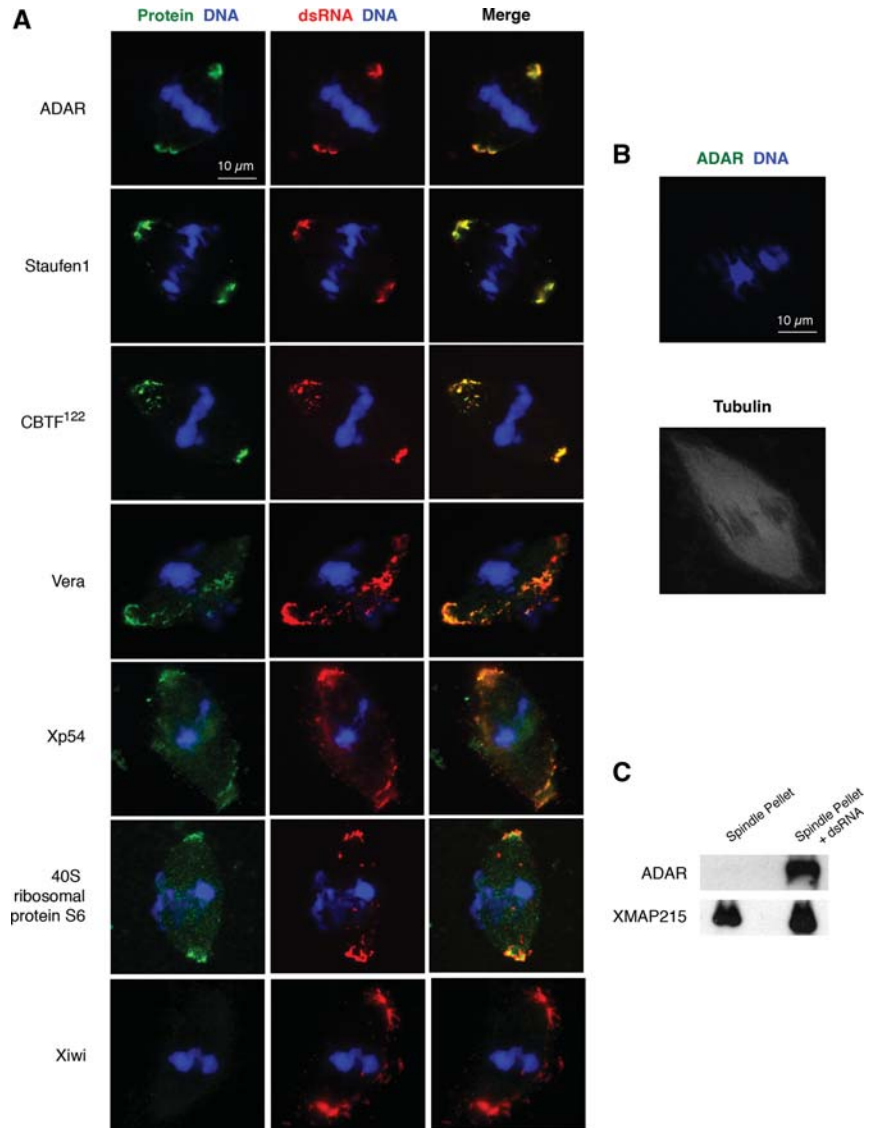 A
Protein DNA
dsRNA DNA
Merge
ADAR
10 µm
Staufen1
CBTF122
Vera
Xp54
40S
ribosomal
protein S6
Xiwi
B
ADAR DNA
10 µm
Tubulin
C
Spindle Pellet
Spindle Pellet
+ dsRNA
ADAR
XMAP215